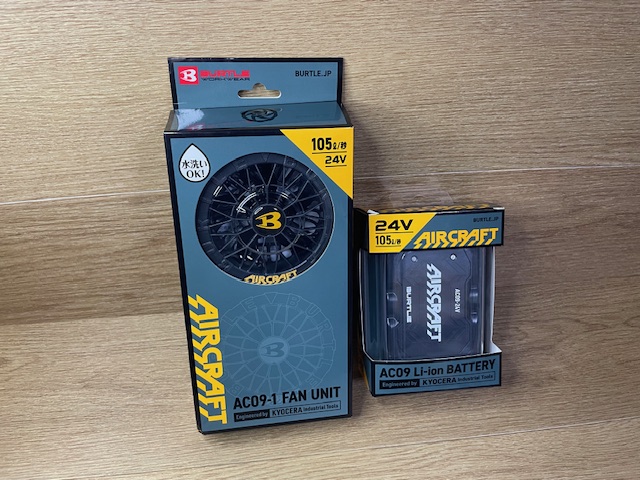 BURTLE
WORKWEAR
BURTLE.JP
水洗い
OK!
105ℓ/秒
24V
B
AIRCRAFT
AIRCRAFT
B
AC09-1 FAN UNIT
Engineered by KYOCERA Industrial Tools
24V
105ℓ/秒
BURTLE.JP
AIRCRAFT
AIRCRAFT
BURTLE
AC09-24V
AC09 Li-ion BATTERY
Engineered by KYOCERA Industrial Tools